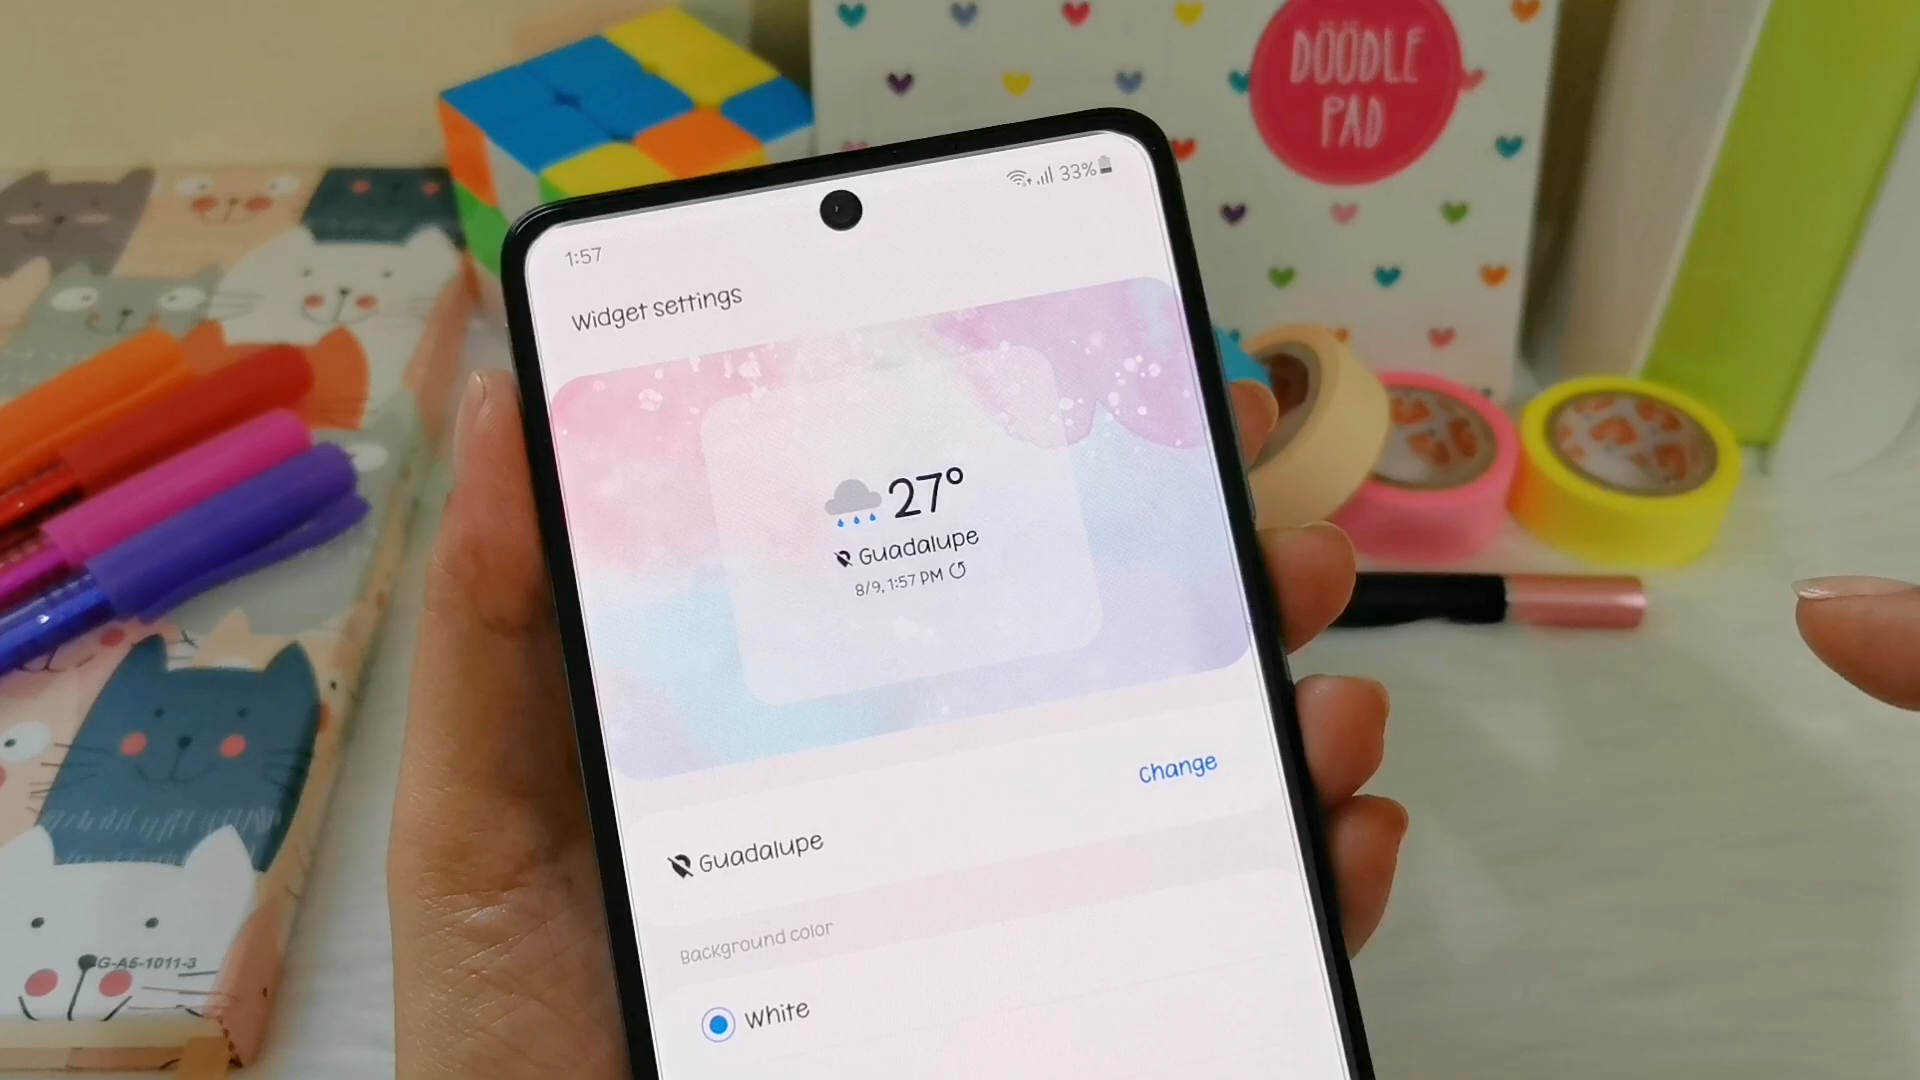 DÖÖDLE
PAD
33%
1:57
Widget settings
27°
Guadalupe
8/9, 1:57 PM
Change
Guadalupe
Background color
G-A5-1011-3
White